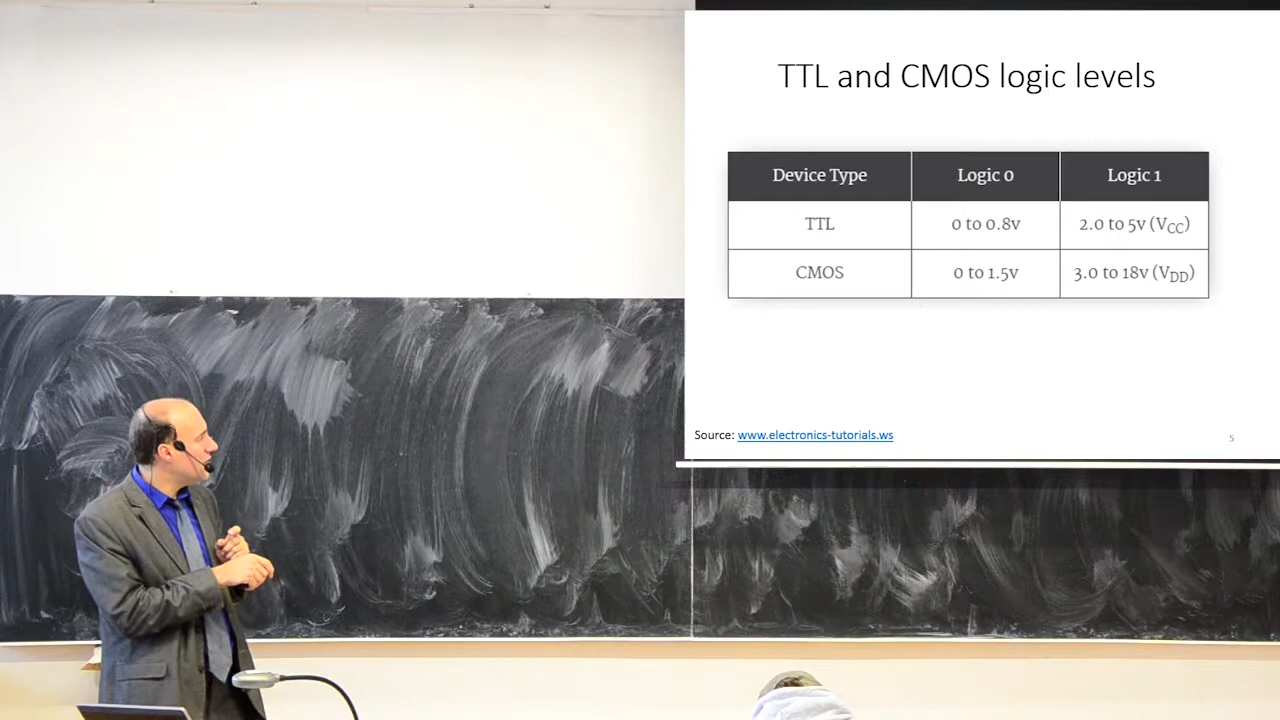 TTL and CMOS logic levels
Device Type Logic 0 Logic 1
TTL 0 to 0.8v 2.0 to 5v (VCC)
CMOS 0 to 1.5v 3.0 to 18v (VDD)
Source: www.electronics-tutorials.ws
5